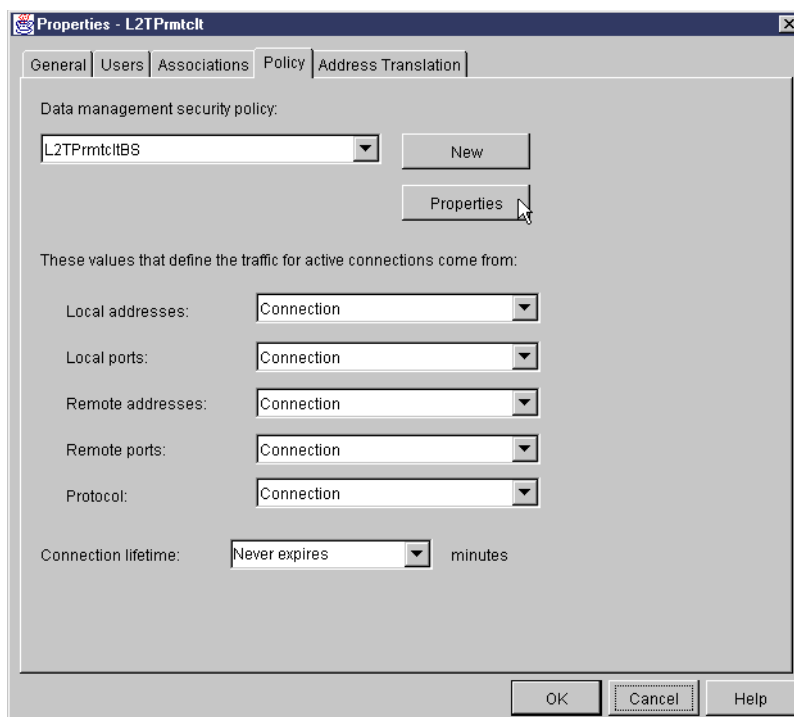 Properties - L2TPrmtclt
General Users Associations Policy Address Translation
Data management security policy:
L2TPrmtcltBS New
Properties
These values that define the traffic for active connections come from:
Local addresses: Connection
Local ports: Connection
Remote addresses: Connection
Remote ports: Connection
Protocol: Connection
Connection lifetime: Never expires minutes
OK Cancel Help